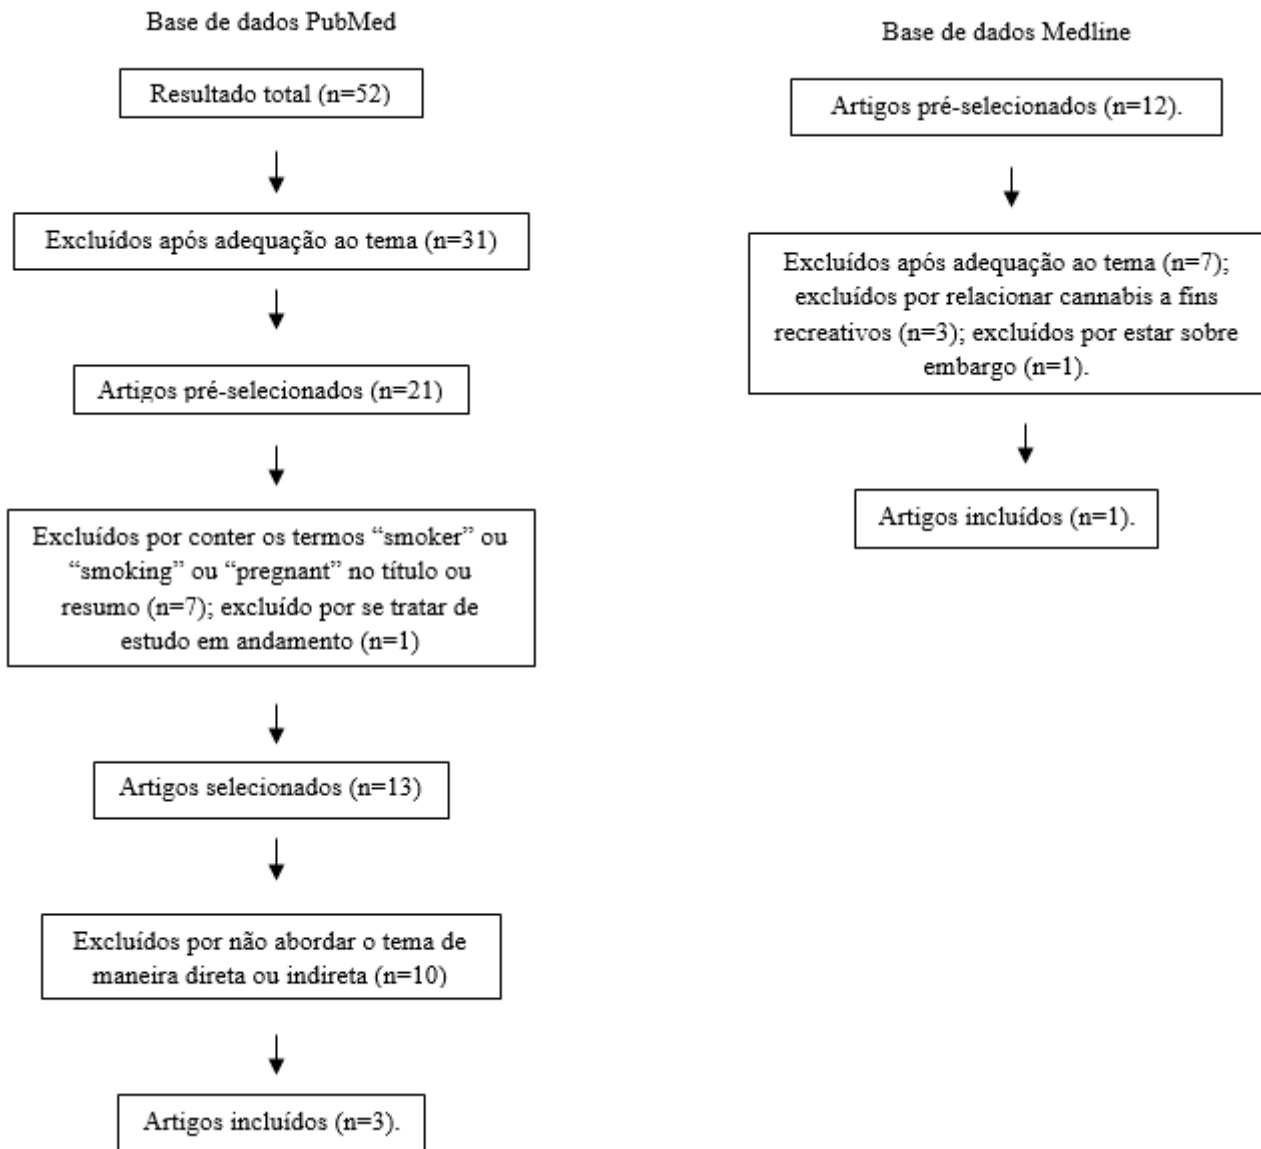 Base de dados PubMed
Resultado total (n=52)
Excluídos após adequação ao tema (n=31)
Artigos pré-selecionados (n=21)
Excluídos por conter os termos “smoker” ou
“smoking” ou “pregnant” no título ou
resumo (n=7); excluído por se tratar de
estudo em andamento (n=1)
Artigos selecionados (n=13)
Excluídos por não abordar o tema de
maneira direta ou indireta (n=10)
Artigos incluídos (n=3).
Base de dados Medline
Artigos pré-selecionados (n=12).
Excluídos após adequação ao tema (n=7);
excluídos por relacionar cannabis a fins
recreativos (n=3); excluídos por estar sobre
embargo (n=1).
Artigos incluídos (n=1).